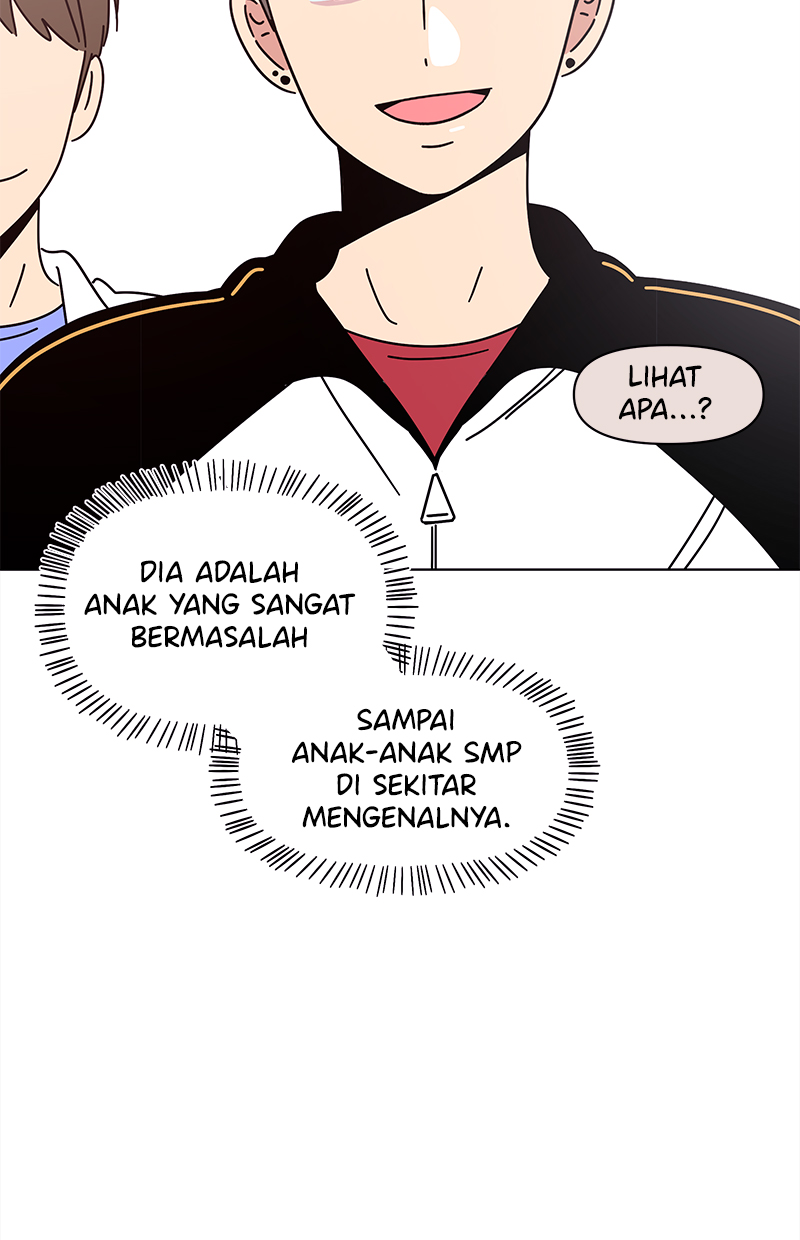 LIHAT
APA...?
DIA ADALAH
ANAK YANG SANGAT
BERMASALAH
SAMPAI
ANAK-ANAK SMP
DI SEKITAR
MENGENALNYA.